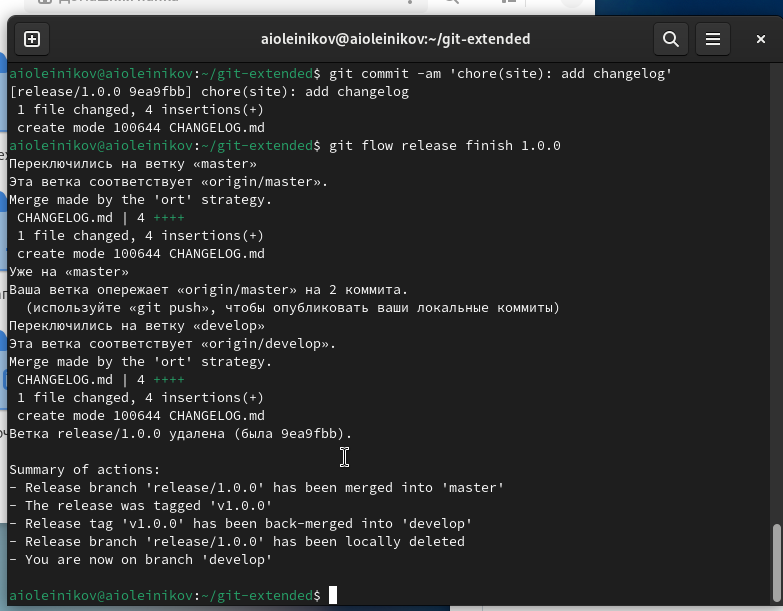 aioleinikov@aioleinikov:~/git-extended
aioleinikov@aioleinikov:~/git-extended$ git commit -am 'chore(site): add changelog'
[release/1.0.0 9ea9fbb] chore(site): add changelog
 1 file changed, 4 insertions(+)
 create mode 100644 CHANGELOG.md
aioleinikov@aioleinikov:~/git-extended$ git flow release finish 1.0.0
Переключились на ветку «master»
Эта ветка соответствует «origin/master».
Merge made by the 'ort' strategy.
 CHANGELOG.md | 4 ++++
 1 file changed, 4 insertions(+)
 create mode 100644 CHANGELOG.md
Уже на «master»
Ваша ветка опережает «origin/master» на 2 коммита.
  (используйте «git push», чтобы опубликовать ваши локальные коммиты)
Переключились на ветку «develop»
Эта ветка соответствует «origin/develop».
Merge made by the 'ort' strategy.
 CHANGELOG.md | 4 ++++
 1 file changed, 4 insertions(+)
 create mode 100644 CHANGELOG.md
Ветка release/1.0.0 удалена (была 9ea9fbb).
Summary of actions:
- Release branch 'release/1.0.0' has been merged into 'master'
- The release was tagged 'v1.0.0'
- Release tag 'v1.0.0' has been back-merged into 'develop'
- Release branch 'release/1.0.0' has been locally deleted
- You are now on branch 'develop'
aioleinikov@aioleinikov:~/git-extended$